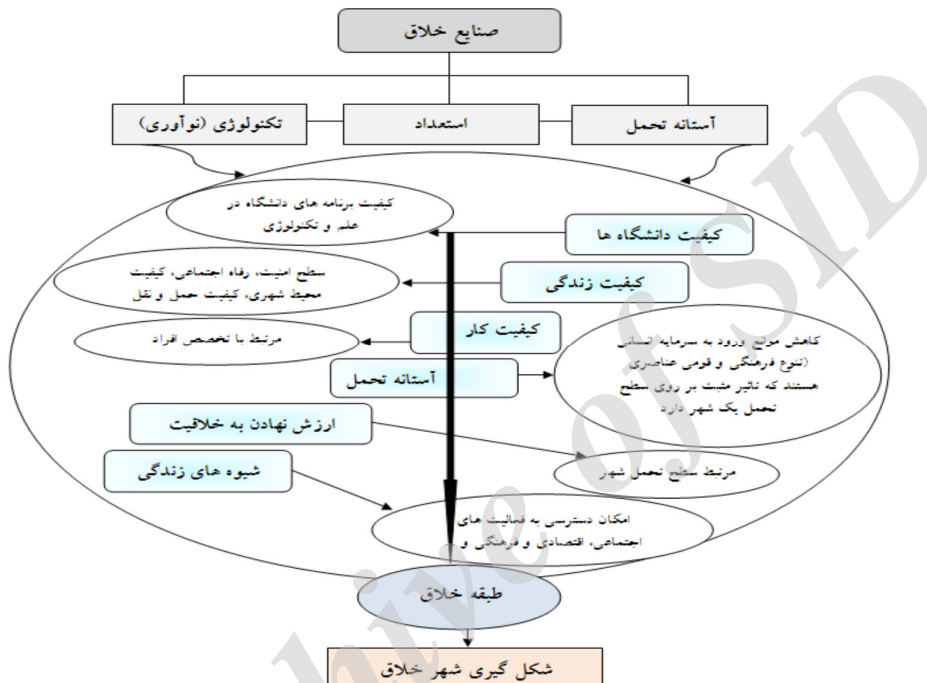 صنایع خلاق
آستانه تحمل
استعداد
تکنولوژی (نوآوری)
کیفیت دانشگاه ها
کیفیت برنامه های دانشگاه در
علم و تکنولوژی
کیفیت زندگی
سطح امنیت، رفاه اجتماعی، کیفیت
محیط شهری، کیفیت حمل و نقل
کیفیت کار
مرتبط با تخصص افراد
آستانه تحمل
کاهش موانع ورود به سرمایه انسانی
(تنوع فرهنگی و قومی عناصری
هستند که تاثیر مثبت بر روی سطح
تحمل یک شهر دارد
ارزش نهادن به خلاقیت
مرتبط سطح تحمل شهر
شیوه های زندگی
امکان دسترسی به فعالیت های
اجتماعی، اقتصادی و فرهنگی و
طبقه خلاق
شکل گیری شهر خلاق
hive of SID